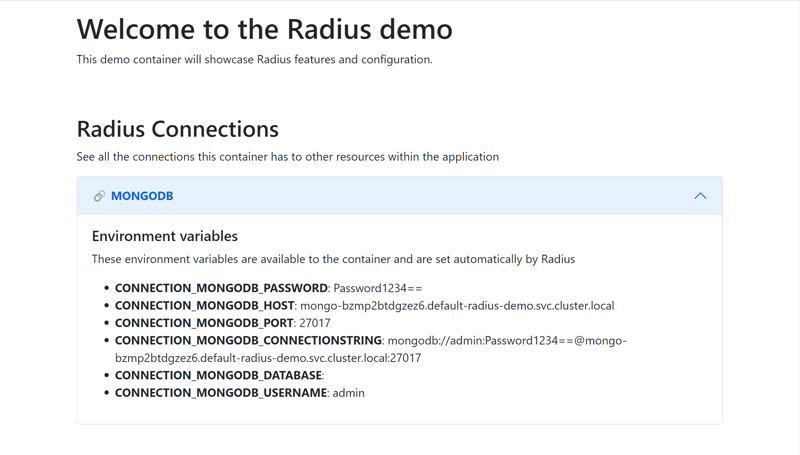 Welcome to the Radius demo
This demo container will showcase Radius features and configuration.
Radius Connections
See all the connections this container has to other resources within the application
MONGODB
Environment variables
These environment variables are available to the container and are set automatically by Radius
• CONNECTION_MONGODB_PASSWORD: Password1234==
• CONNECTION_MONGODB_HOST: mongo-bzmp2btdgzez6.default-radius-demo.svc.cluster.local
• CONNECTION_MONGODB_PORT: 27017
• CONNECTION_MONGODB_CONNECTIONSTRING: mongodb://admin:Password1234==@mongo-
bzmp2btdgzez6.default-radius-demo.svc.cluster.local:27017
• CONNECTION_MONGODB_DATABASE:
• CONNECTION_MONGODB_USERNAME: admin